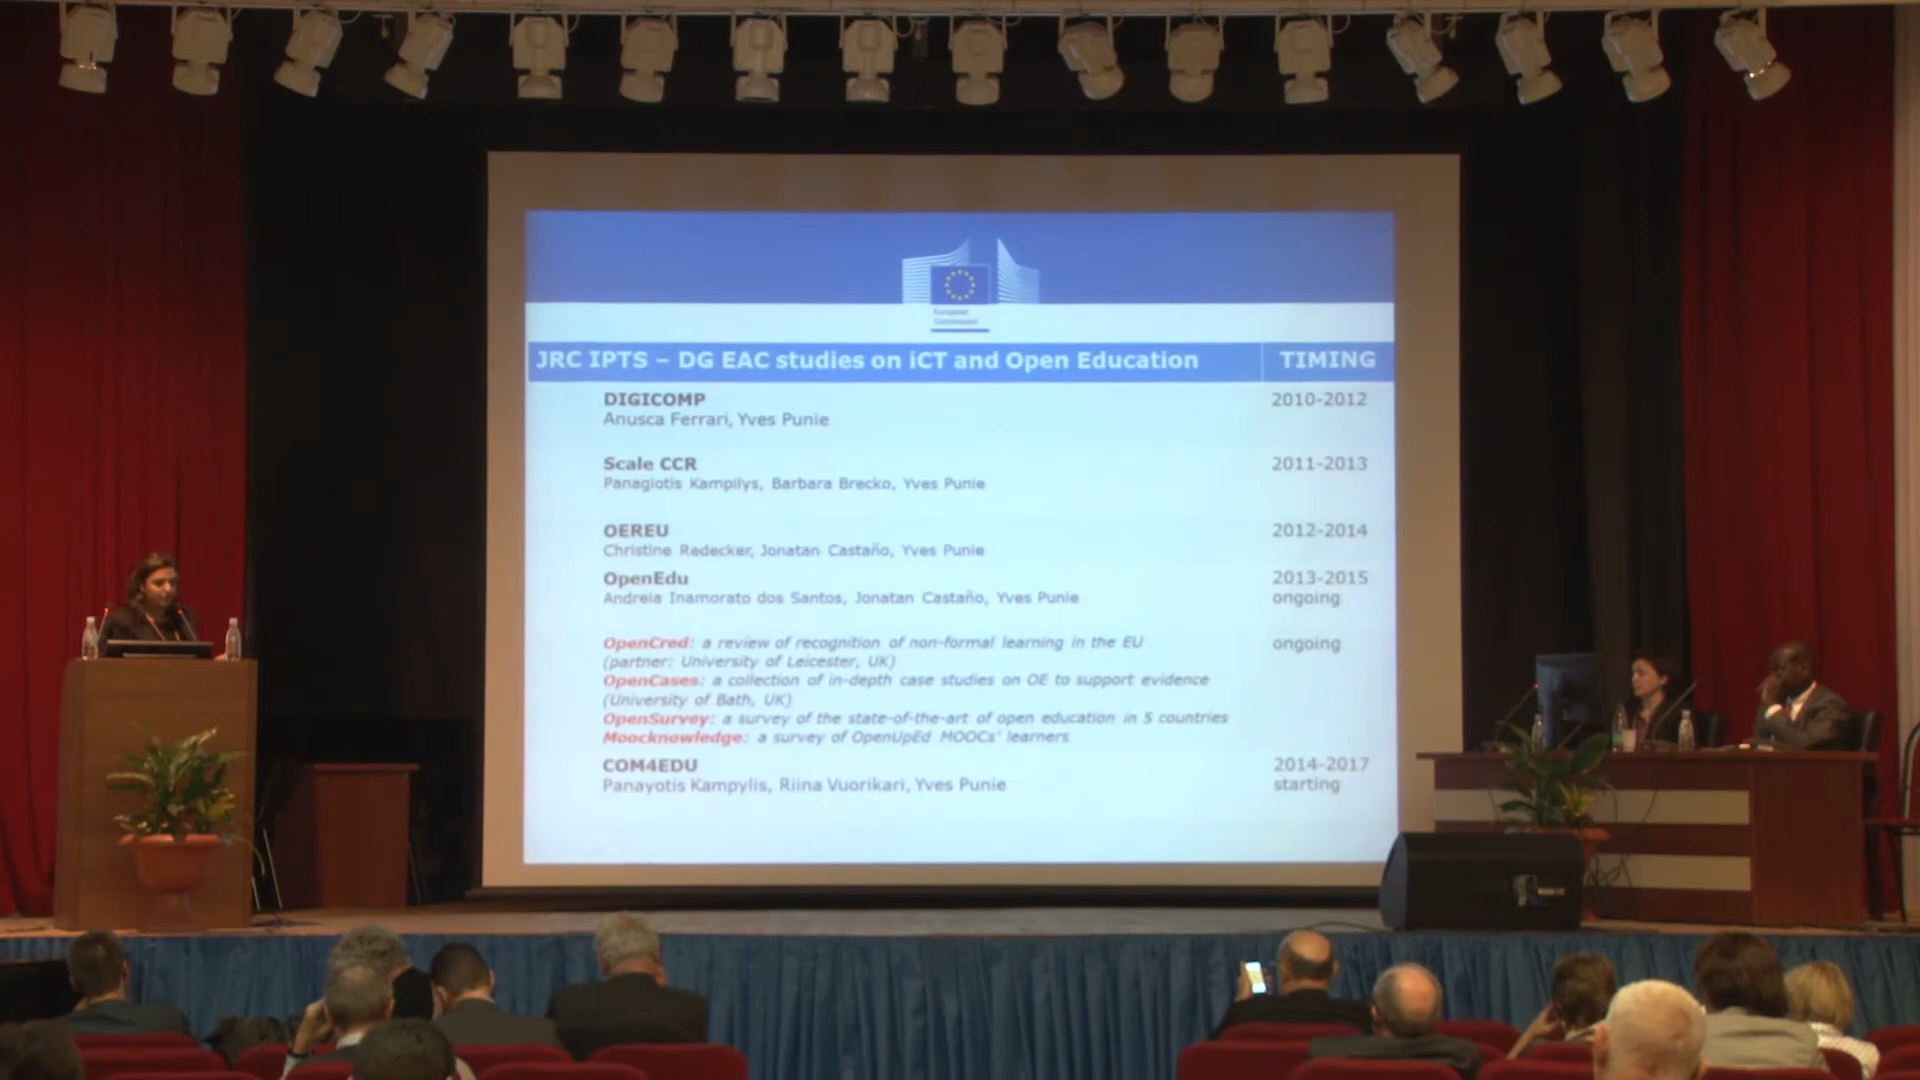 European
Commission
JRC IPTS – DG EAC studies on iCT and Open Education TIMING
DIGICOMP 2010-2012
Anusca Ferrari, Yves Punie
Scale CCR 2011-2013
Panagiotis Kampilys, Barbara Brecko, Yves Punie
OEREU 2012-2014
Christine Redecker, Jonatan Castaño, Yves Punie
OpenEdu 2013-2015
Andreia Inamorato dos Santos, Jonatan Castaño, Yves Punie ongoing
OpenCred: a review of recognition of non-formal learning in the EU ongoing
(partner: University of Leicester, UK)
OpenCases: a collection of in-depth case studies on OE to support evidence
(University of Bath, UK)
OpenSurvey: a survey of the state-of-the-art of open education in 5 countries
Moocknowledge: a survey of OpenUpEd MOOCs' learners
COM4EDU 2014-2017
Panayotis Kampylis, Riina Vuorikari, Yves Punie starting